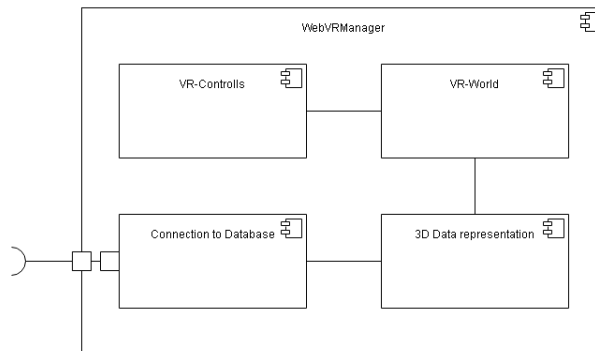 WebVRManager
VR-Controlls
VR-World
Connection to Database
3D Data representation